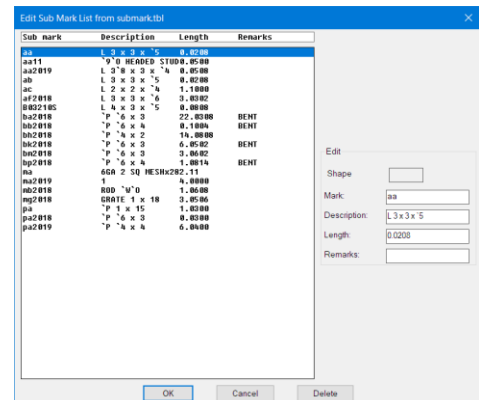 Edit Sub Mark List from submark.tbl
Sub mark Description Length Remarks
aa L 3 x 3 x `5 0.0208
aa11 `9`0 HEADED STUD0.0500
aa2019 L 3`8 x 3 x `4 0.0508
ab L 3 x 3 x `5 0.0208
ac L 2 x 2 x `4 1.1000
af2018 L 3 x 3 x `6 3.0302
B03210S L 4 x 3 x `5 0.0808
ba2018 `P `6 x 3 22.0308 BENT
bb2018 `P `6 x 4 0.1004 BENT
bh2018 `P `4 x 2 14.0808
bk2018 `P `6 x 3 6.0502 BENT
bn2018 `P `6 x 3 3.0602
bp2018 `P `6 x 4 1.0814 BENT
ma 6GA 2 SQ MESHx282.11
ma2019 1 4.0000
mb2018 ROD `W`0 1.0608
mg2018 GRATE 1 x 18 3.0506
pa `P 1 x 15 1.0300
pa2018 `P `6 x 3 0.0300
pa2019 `P `4 x 4 6.0400
Edit
Shape
Mark: aa
Description: L 3 x 3 x `5
Length: 0.0208
Remarks:
OK Cancel Delete